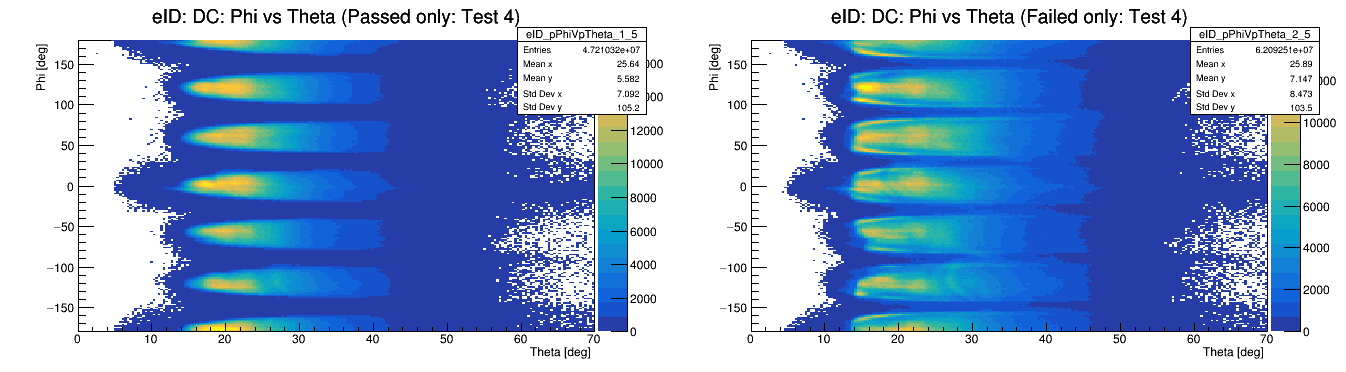 eID: DC: Phi vs Theta (Passed only: Test 4)
eID_pPhiVpTheta_1_5
Entries 4.721032e+07
Mean x 25.64
Mean y 5.582
Std Dev x 7.092
Std Dev y 105.2
Phi [deg]
150
100
50
0
−50
−100
−150
0 10 20 30 40 50 60 70
Theta [deg]
000
000
12000
10000
8000
6000
4000
2000
0
eID: DC: Phi vs Theta (Failed only: Test 4)
eID_pPhiVpTheta_2_5
Entries 6.209251e+07
Mean x 25.89
Mean y 7.147
Std Dev x 8.473
Std Dev y 103.5
Phi [deg]
150
100
50
0
−50
−100
−150
0 10 20 30 40 50 60 70
Theta [deg]
000
10000
8000
6000
4000
2000
0